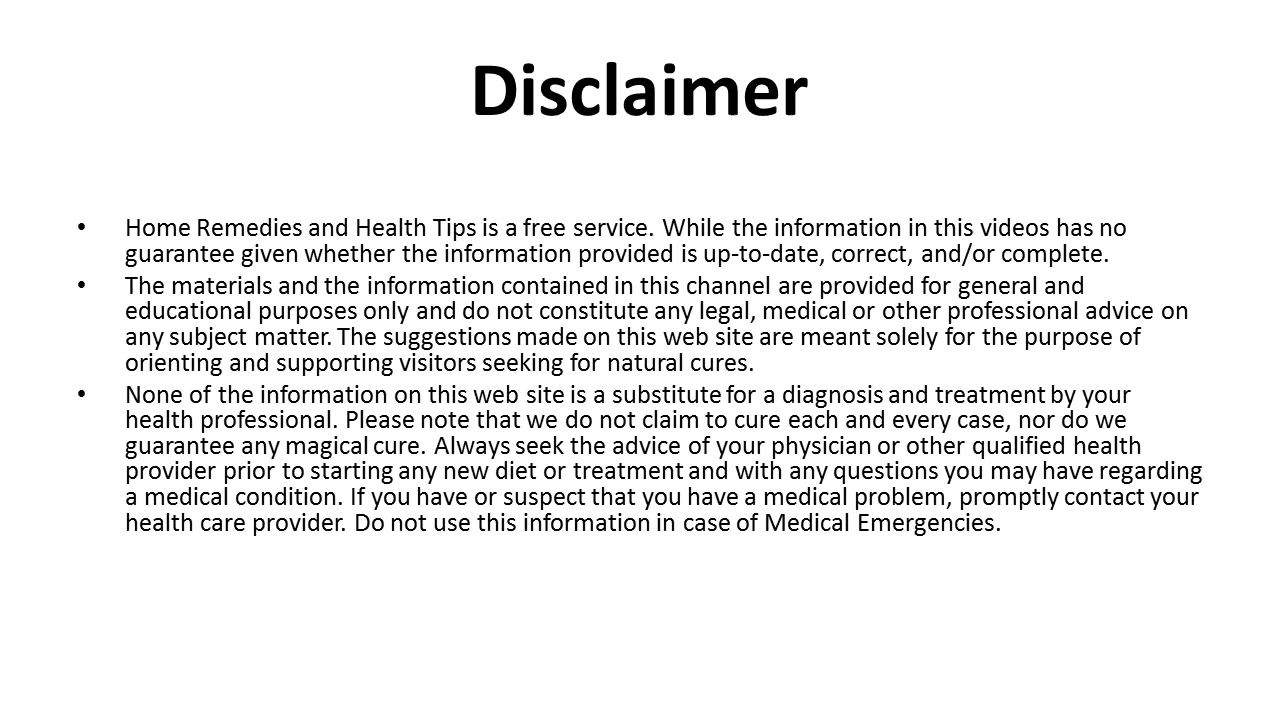 Disclaimer
• Home Remedies and Health Tips is a free service. While the information in this videos has no
guarantee given whether the information provided is up-to-date, correct, and/or complete.
• The materials and the information contained in this channel are provided for general and
educational purposes only and do not constitute any legal, medical or other professional advice on
any subject matter. The suggestions made on this web site are meant solely for the purpose of
orienting and supporting visitors seeking for natural cures.
• None of the information on this web site is a substitute for a diagnosis and treatment by your
health professional. Please note that we do not claim to cure each and every case, nor do we
guarantee any magical cure. Always seek the advice of your physician or other qualified health
provider prior to starting any new diet or treatment and with any questions you may have regarding
a medical condition. If you have or suspect that you have a medical problem, promptly contact your
health care provider. Do not use this information in case of Medical Emergencies.